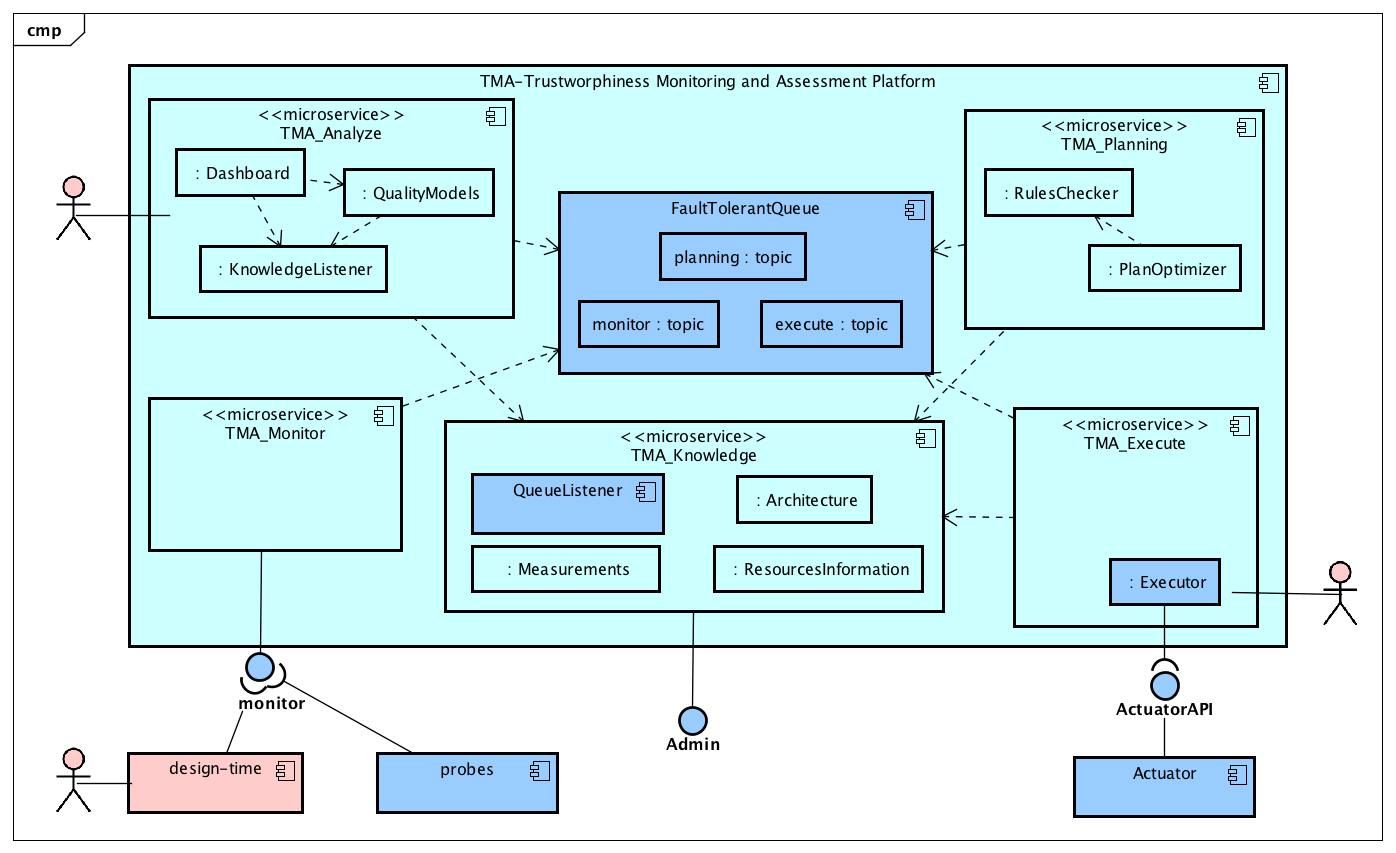 cmp
TMA-Trustworphiness Monitoring and Assessment Platform
<<microservice>>
TMA_Analyze
: Dashboard
: QualityModels
: KnowledgeListener
FaultTolerantQueue
planning : topic
monitor : topic
execute : topic
<<microservice>>
TMA_Planning
: RulesChecker
: PlanOptimizer
<<microservice>>
TMA_Monitor
<<microservice>>
TMA_Knowledge
QueueListener
: Architecture
: Measurements
: ResourcesInformation
<<microservice>>
TMA_Execute
: Executor
monitor
Admin
ActuatorAPI
design-time
probes
Actuator